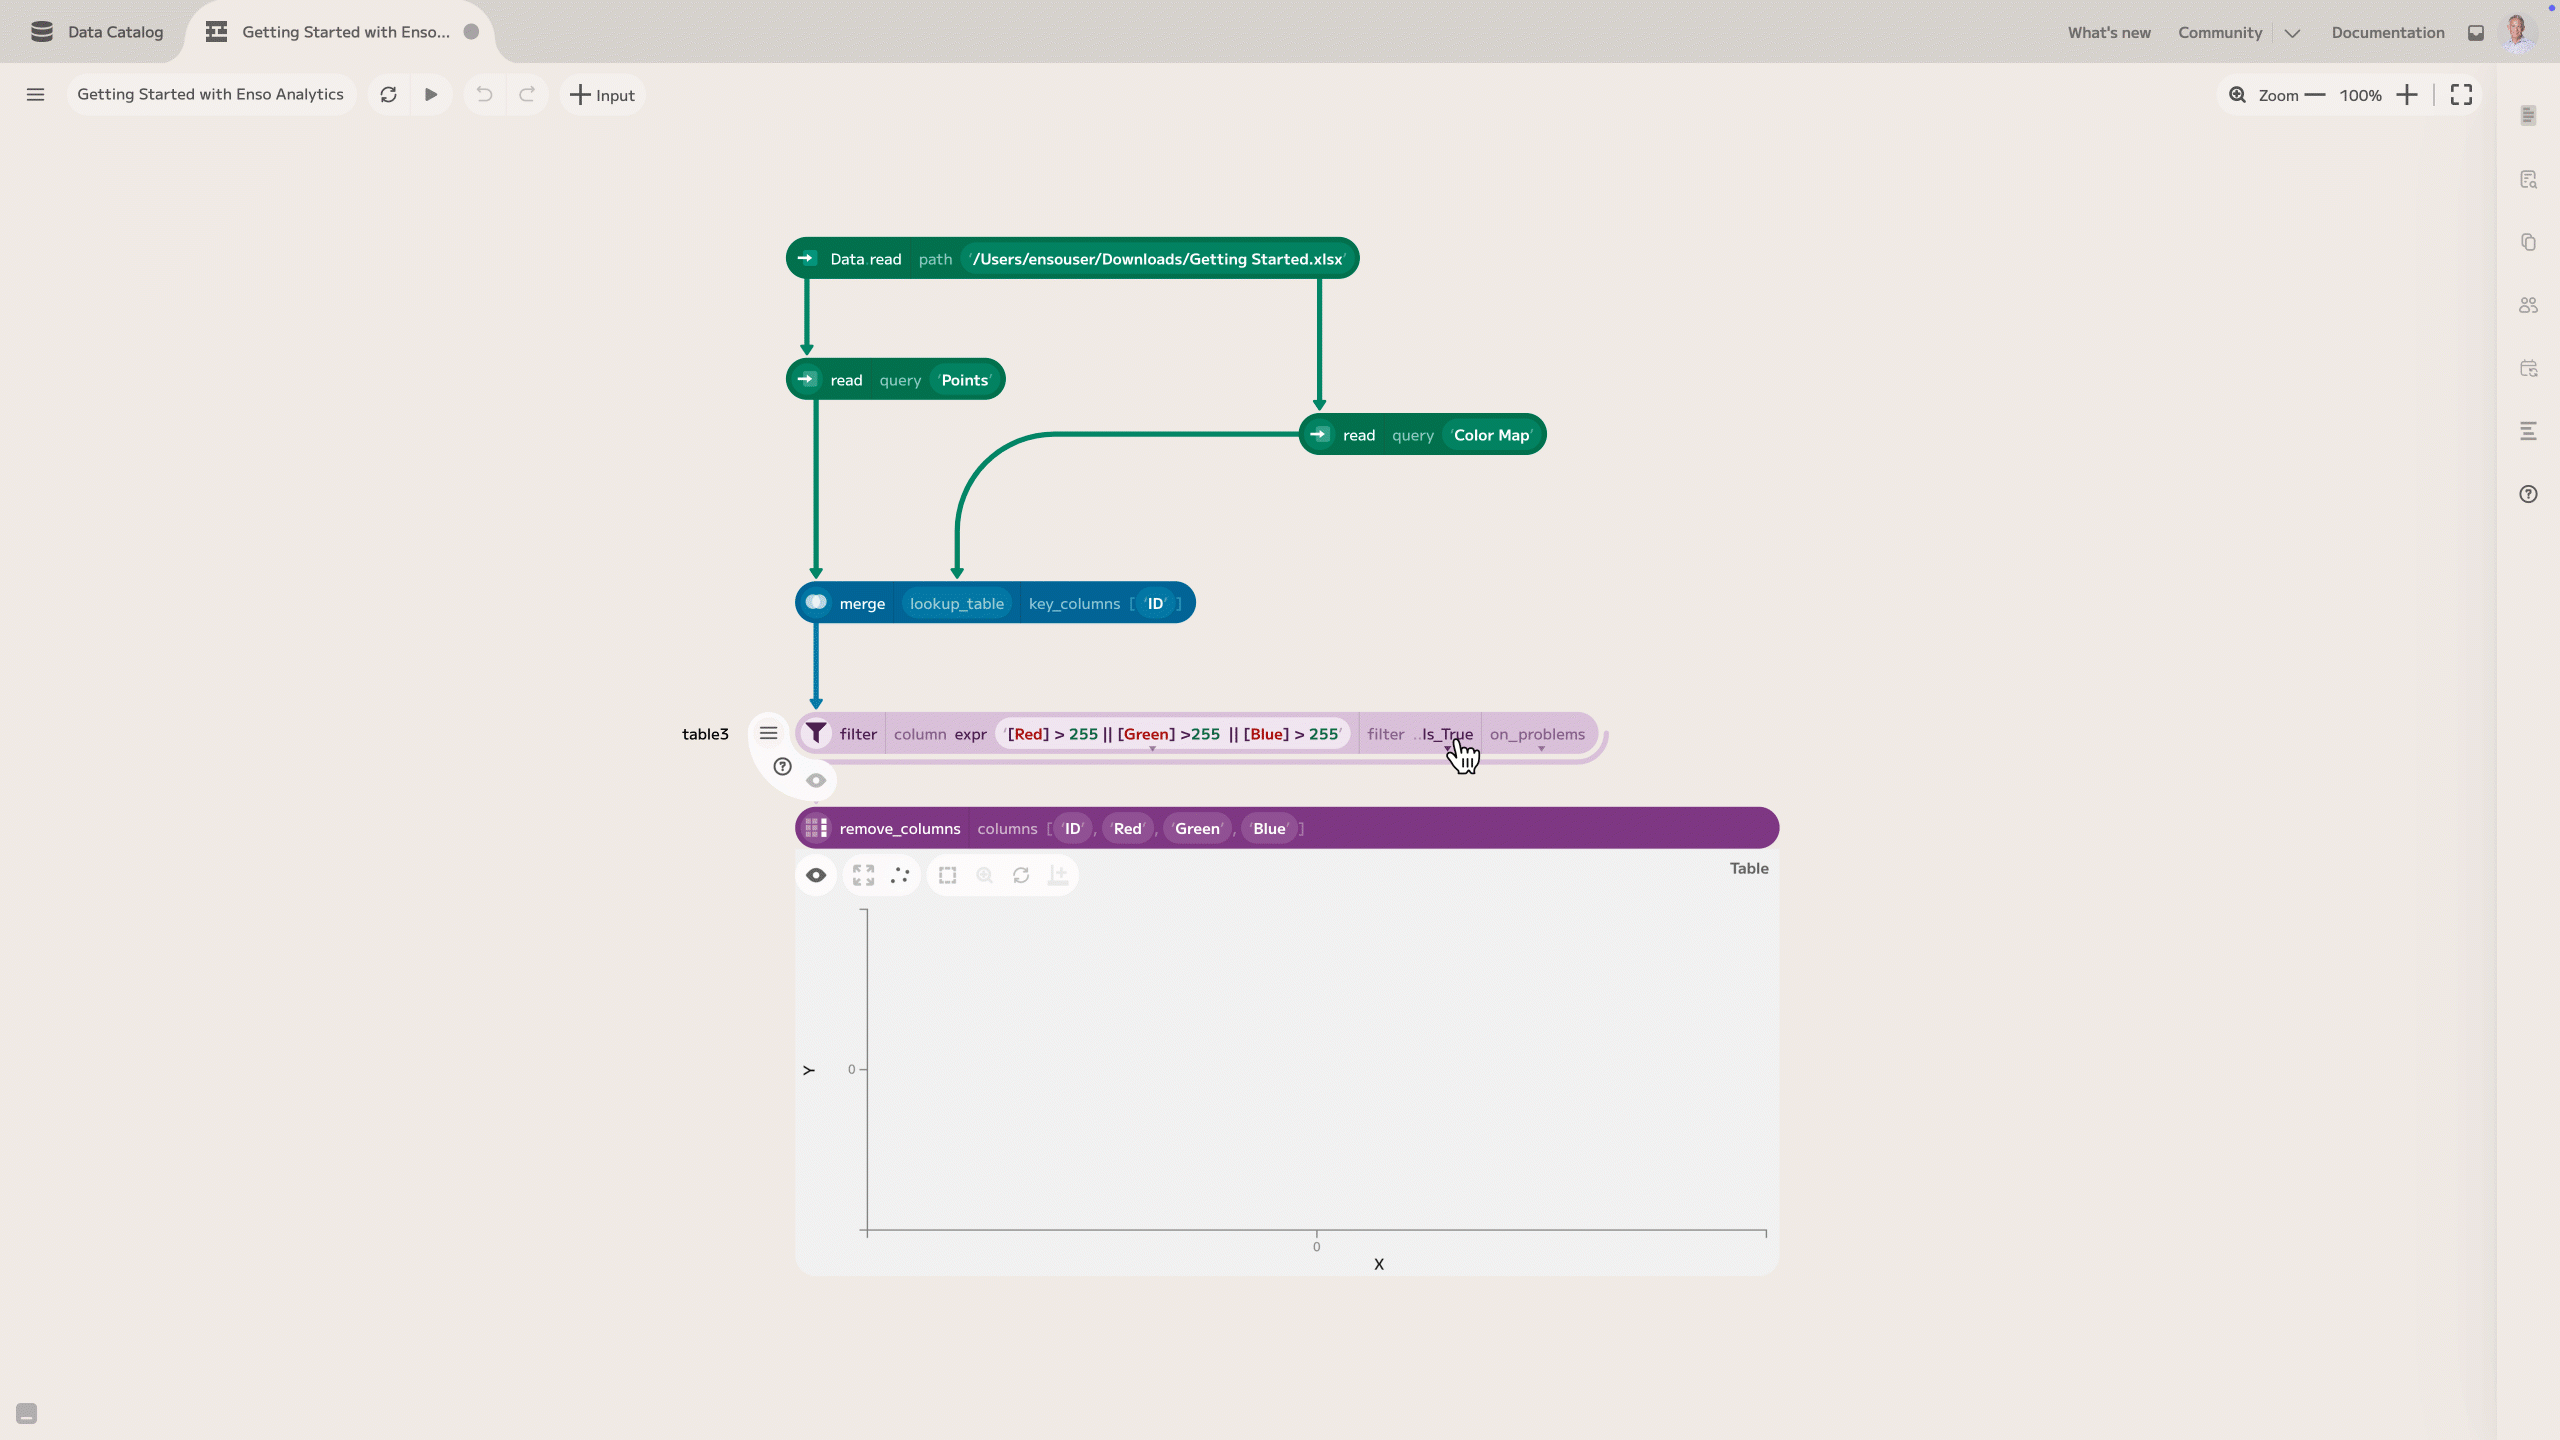 Data Catalog
Getting Started with Enso...
What's new
Community
Documentation
Getting Started with Enso Analytics
Input
Zoom
100%
Data read path '/Users/ensouser/Downloads/Getting Started.xlsx'
read query 'Points'
read query 'Color Map'
merge lookup_table key_columns ['ID']
table3
filter column expr '[Red] > 255 || [Green] >255 || [Blue] > 255' filter ..Is_True on_problems
remove_columns columns ['ID', 'Red', 'Green', 'Blue']
Table
Y
0
0
X